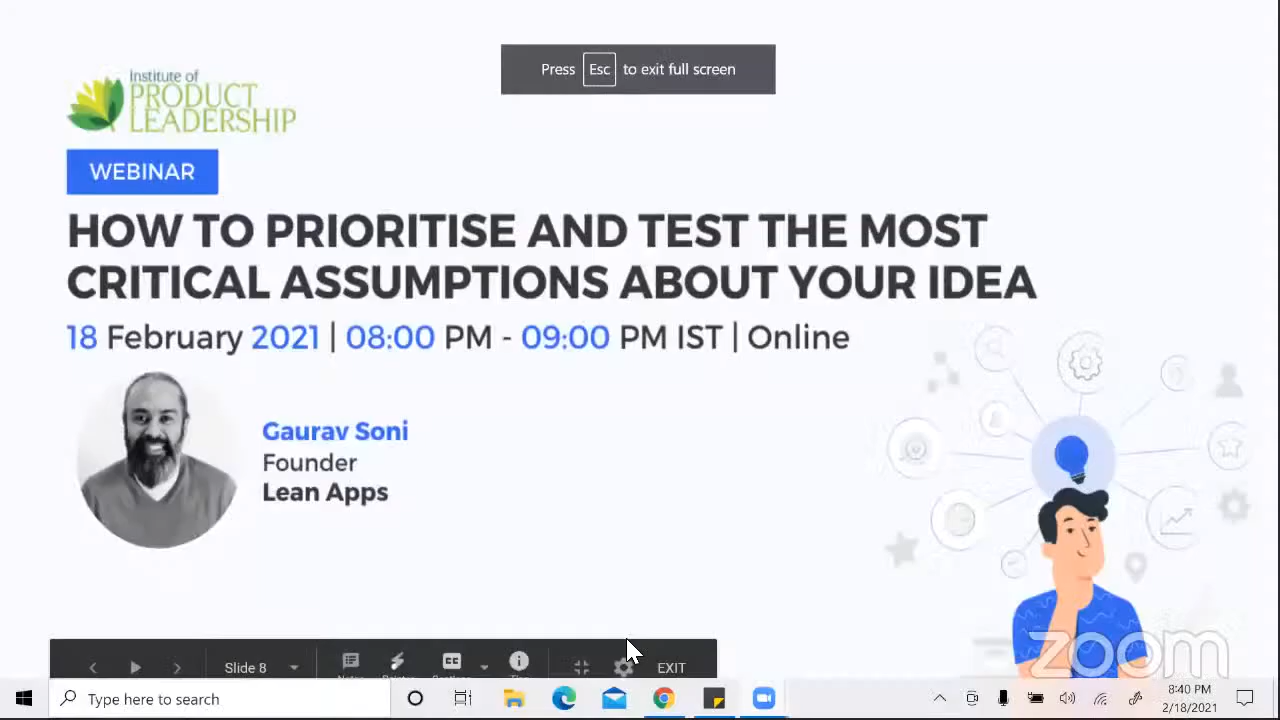 Press Esc to exit full screen
Institute of
PRODUCT
LEADERSHIP
WEBINAR
HOW TO PRIORITISE AND TEST THE MOST
CRITICAL ASSUMPTIONS ABOUT YOUR IDEA
18 February 2021 | 08:00 PM - 09:00 PM IST | Online
Gaurav Soni
Founder
Lean Apps
zoom
Slide 8
CC
EXIT
Type here to search
8:40 PM
2/18/2021